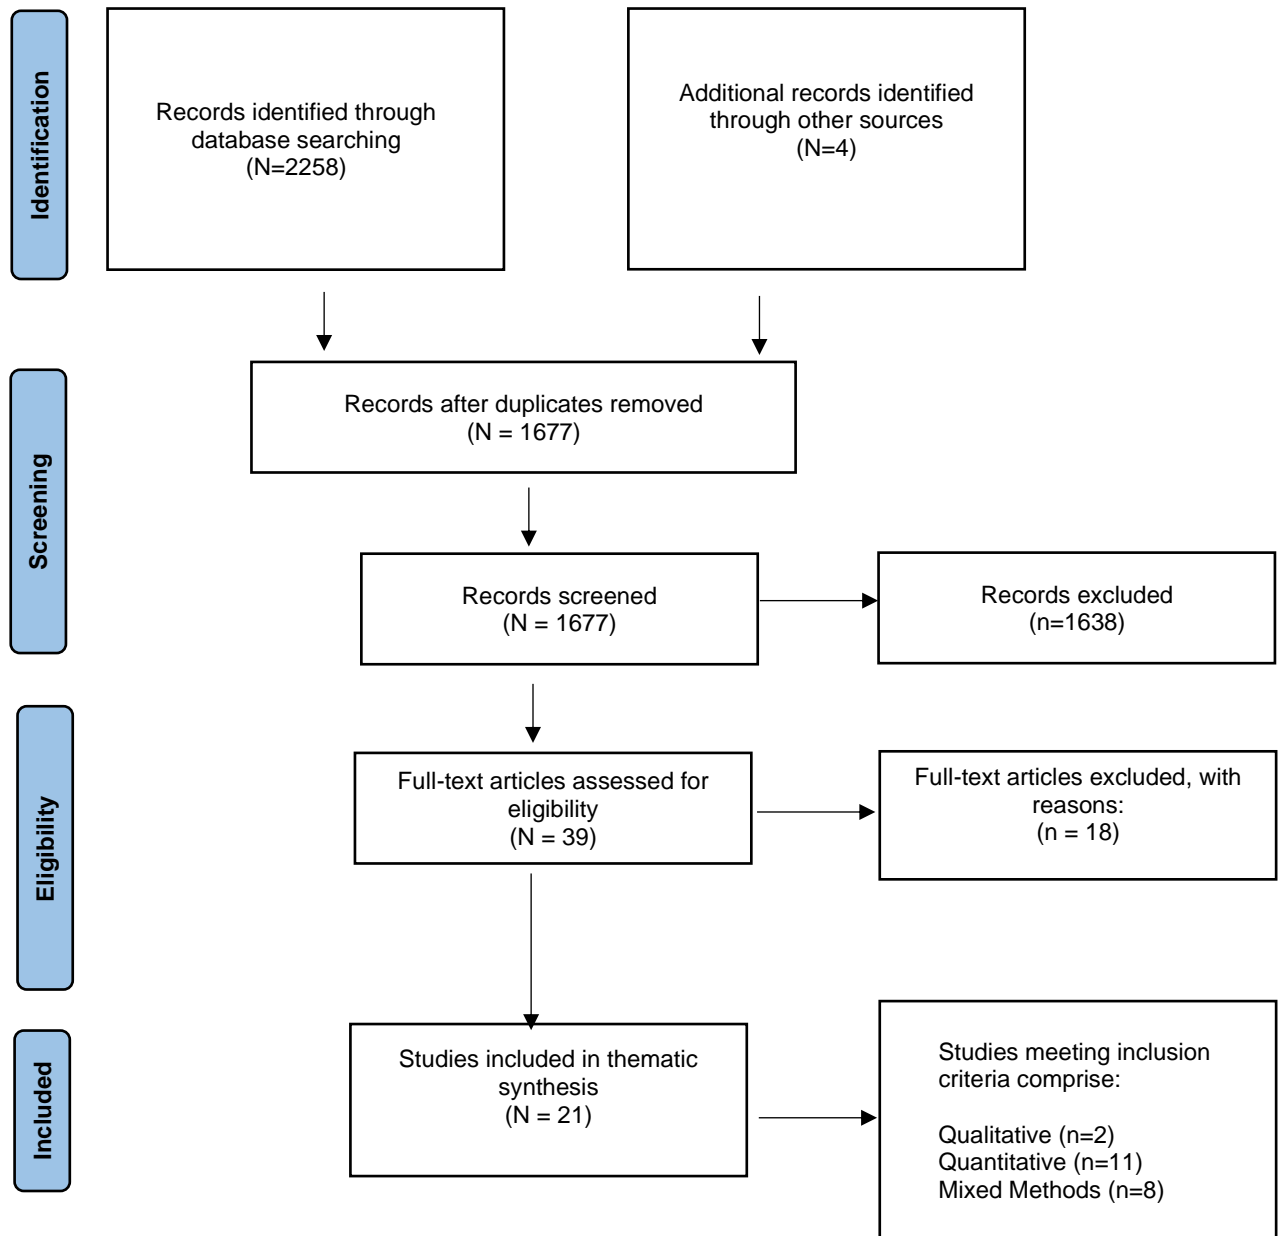 Identification
Records identified through
database searching
(N=2258)
Additional records identified
through other sources
(N=4)
Screening
Records after duplicates removed
(N = 1677)
Records screened
(N = 1677)
Records excluded
(n=1638)
Eligibility
Full-text articles assessed for
eligibility
(N = 39)
Full-text articles excluded, with
reasons:
(n = 18)
Included
Studies included in thematic
synthesis
(N = 21)
Studies meeting inclusion
criteria comprise:
Qualitative (n=2)
Quantitative (n=11)
Mixed Methods (n=8)